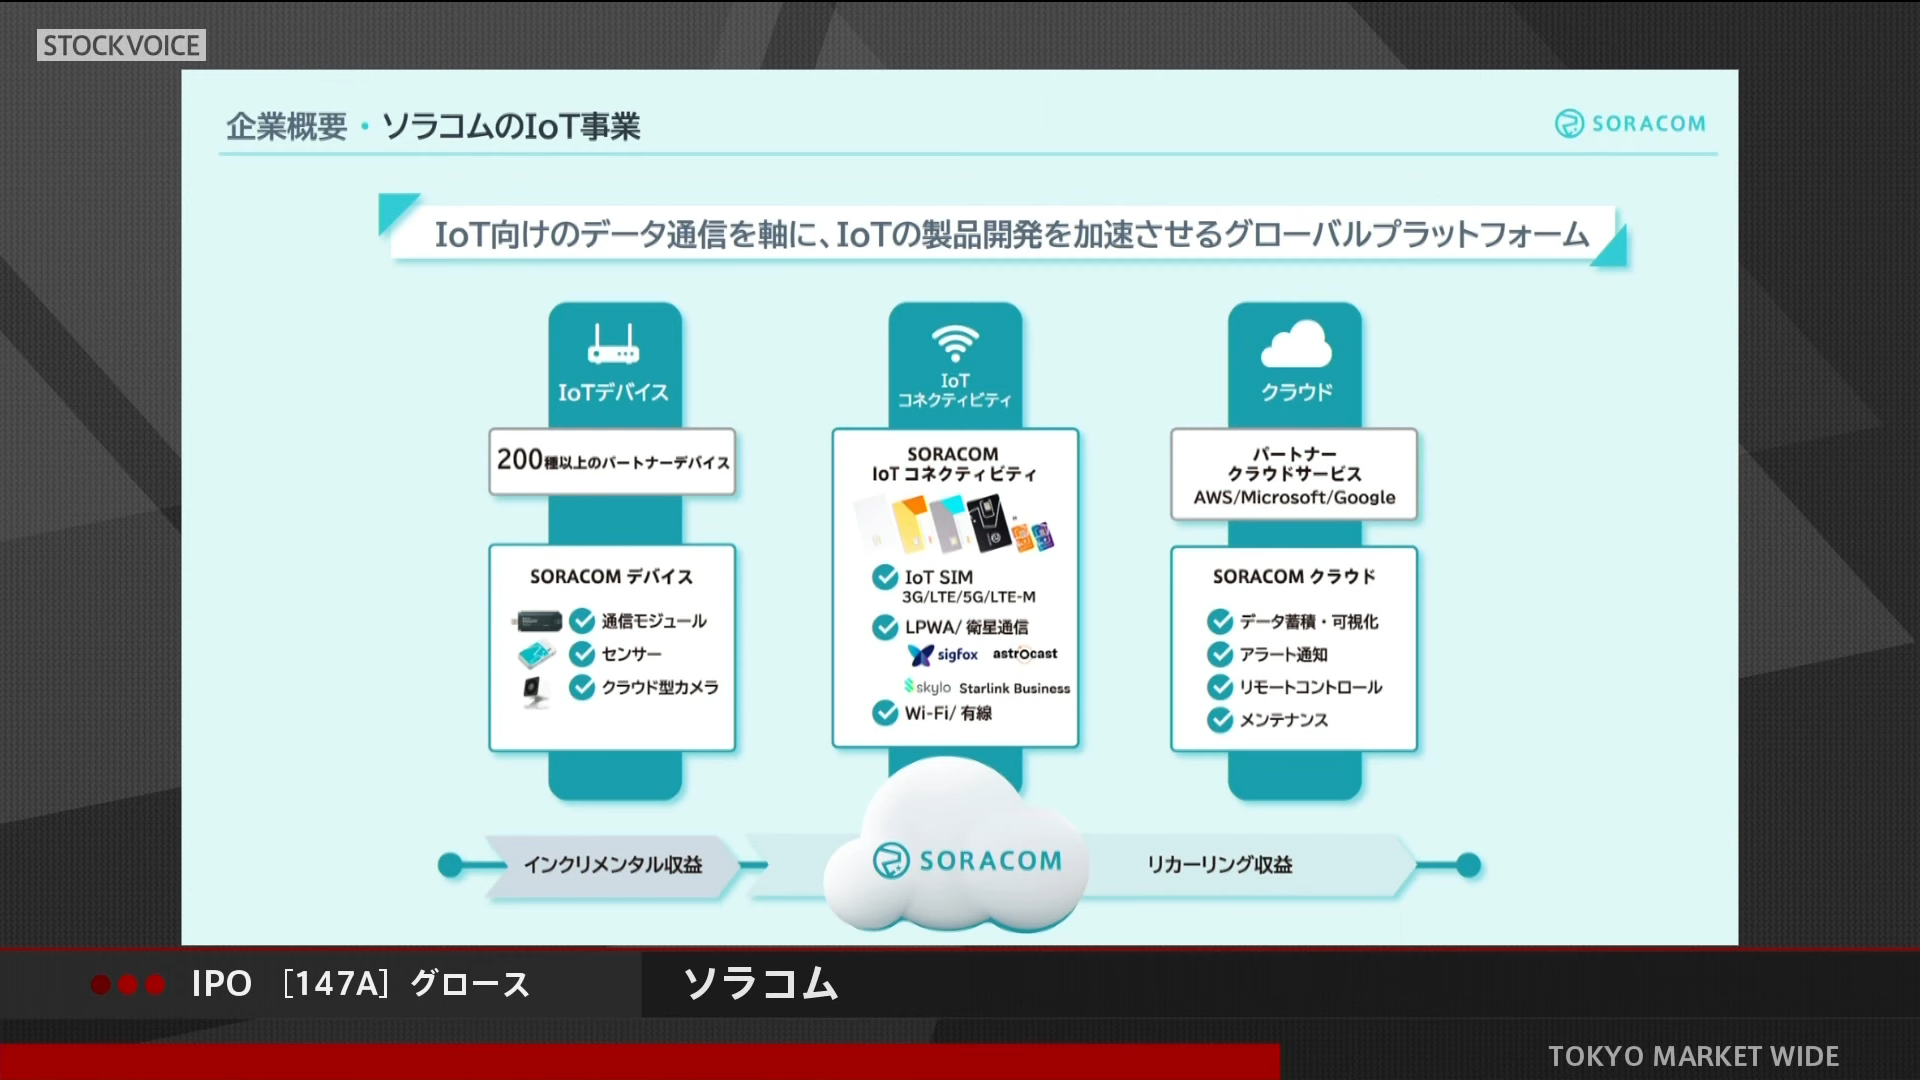 STOCKVOICE
企業概要・ソラコムのIoT事業
SORACOM
IoT向けのデータ通信を軸に、IoTの製品開発を加速させるグローバルプラットフォーム
IoTデバイス
200種以上のパートナーデバイス
SORACOM デバイス
通信モジュール
センサー
クラウド型カメラ
IoT
コネクティビティ
SORACOM
IoT コネクティビティ
IoT SIM
3G/LTE/5G/LTE-M
LPWA/ 衛星通信
sigfox astrocast
skylo Starlink Business
Wi-Fi/ 有線
クラウド
パートナー
クラウドサービス
AWS/Microsoft/Google
SORACOM クラウド
データ蓄積・可視化
アラート通知
リモートコントロール
メンテナンス
インクリメンタル収益
SORACOM
リカーリング収益
IPO [147A] グロース
ソラコム
TOKYO MARKET WIDE